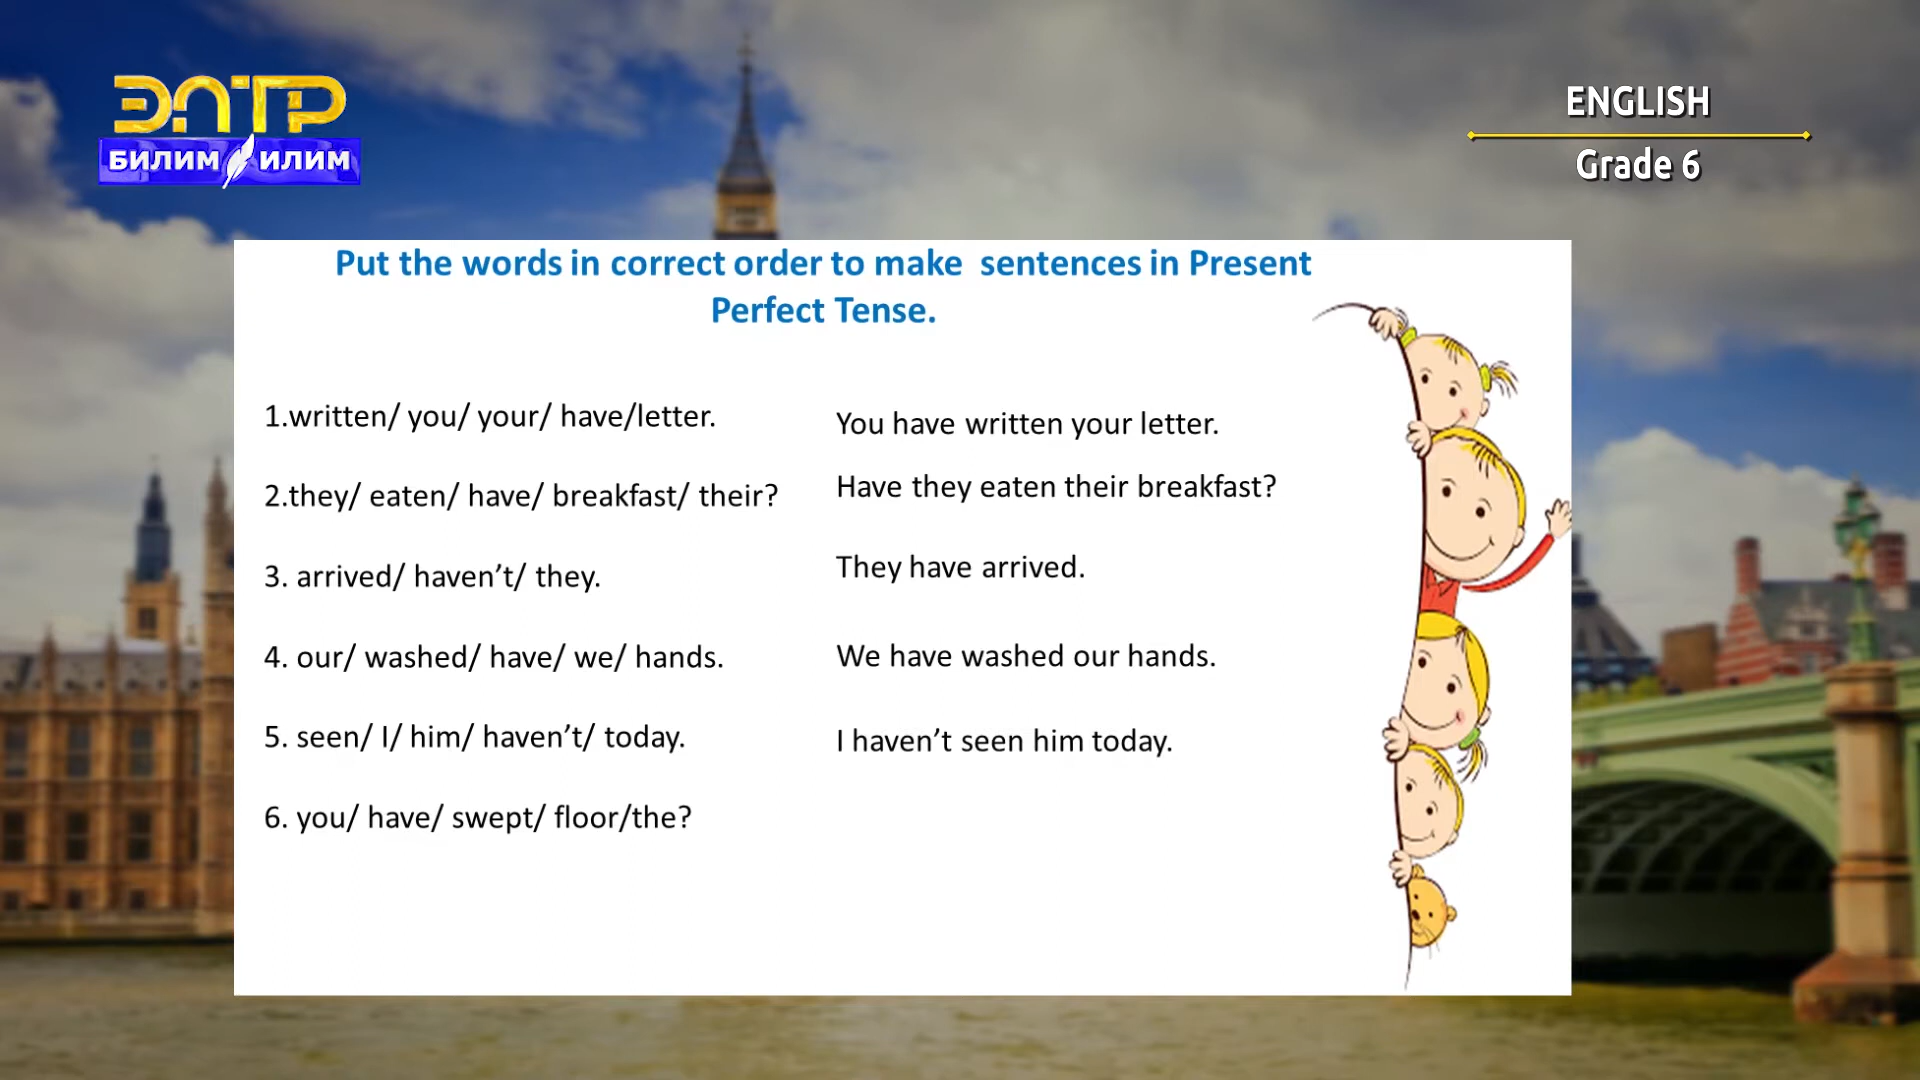 ЭЛТР
БИЛИМ ИЛИМ
ENGLISH
Grade 6
Put the words in correct order to make sentences in Present
Perfect Tense.
1.written/ you/ your/ have/letter.
You have written your letter.
2.they/ eaten/ have/ breakfast/ their?
Have they eaten their breakfast?
3. arrived/ haven’t/ they.
They have arrived.
4. our/ washed/ have/ we/ hands.
We have washed our hands.
5. seen/ I/ him/ haven’t/ today.
I haven’t seen him today.
6. you/ have/ swept/ floor/the?